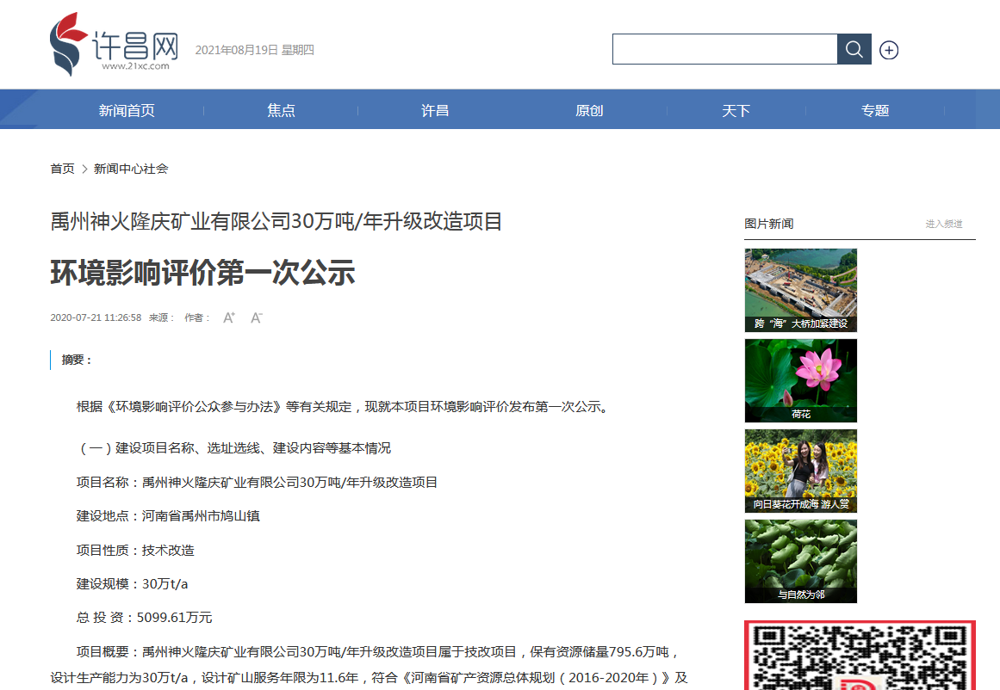 许昌网
www.21xc.com
2021年08月19日 星期四
新闻首页
焦点
许昌
原创
天下
专题
首页 > 新闻中心社会
禹州神火隆庆矿业有限公司30万吨/年升级改造项目
环境影响评价第一次公示
2020-07-21 11:26:58 来源： 作者： A+ A-
摘要：
根据《环境影响评价公众参与办法》等有关规定，现就本项目环境影响评价发布第一次公示。
（一）建设项目名称、选址选线、建设内容等基本情况
项目名称：禹州神火隆庆矿业有限公司30万吨/年升级改造项目
建设地点：河南省禹州市鸠山镇
项目性质：技术改造
建设规模：30万t/a
总 投 资：5099.61万元
项目概要：禹州神火隆庆矿业有限公司30万吨/年升级改造项目属于技改项目，保有资源储量795.6万吨，
设计生产能力为30万t/a，设计矿山服务年限为11.6年，符合《河南省矿产资源总体规划（2016-2020年）》及
图片新闻
进入频道
跨“海”大桥加紧建设
荷花
向日葵花开成海 游人赏
与自然为邻